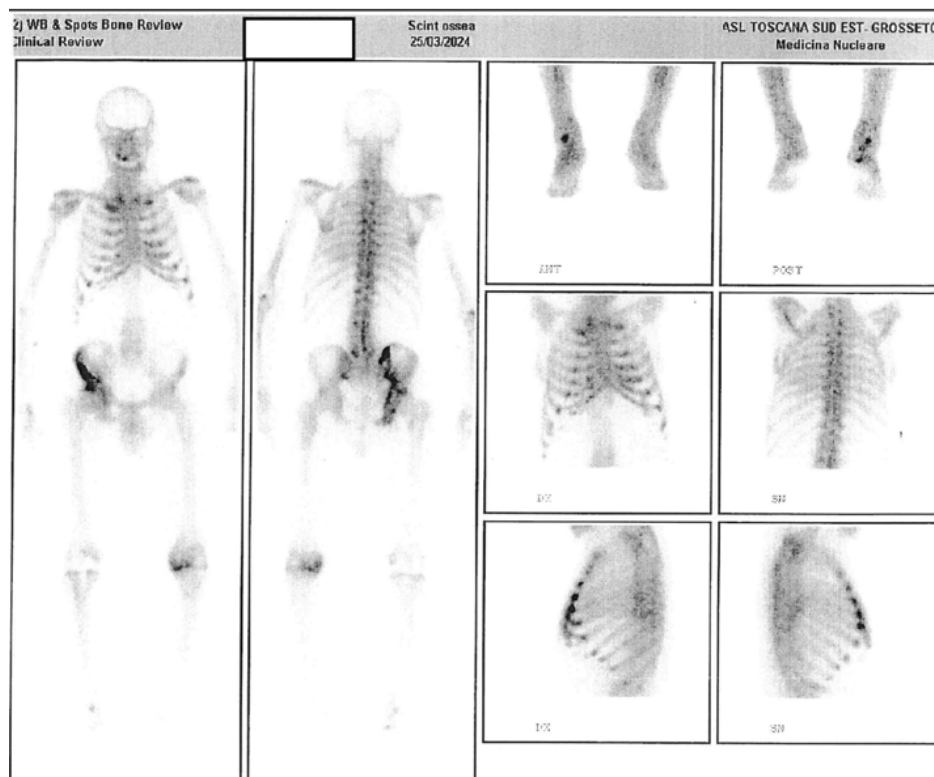 2) WB & Spots Bone Review
Clinical Review
Scint ossea
25/03/2024
ASL TOSCANA SUD EST- GROSSETO
Medicina Nucleare
ANT
POST
DX
SN
DX
SN